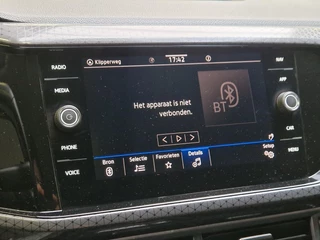 RADIO
MEDIA
PHONE
VOICE
Klipperweg
17:42
2
NAV
APP
CAR
MENU
Het apparaat is niet
verbonden.
BT
Bron
Selectie
Favorieten
Details
Setup